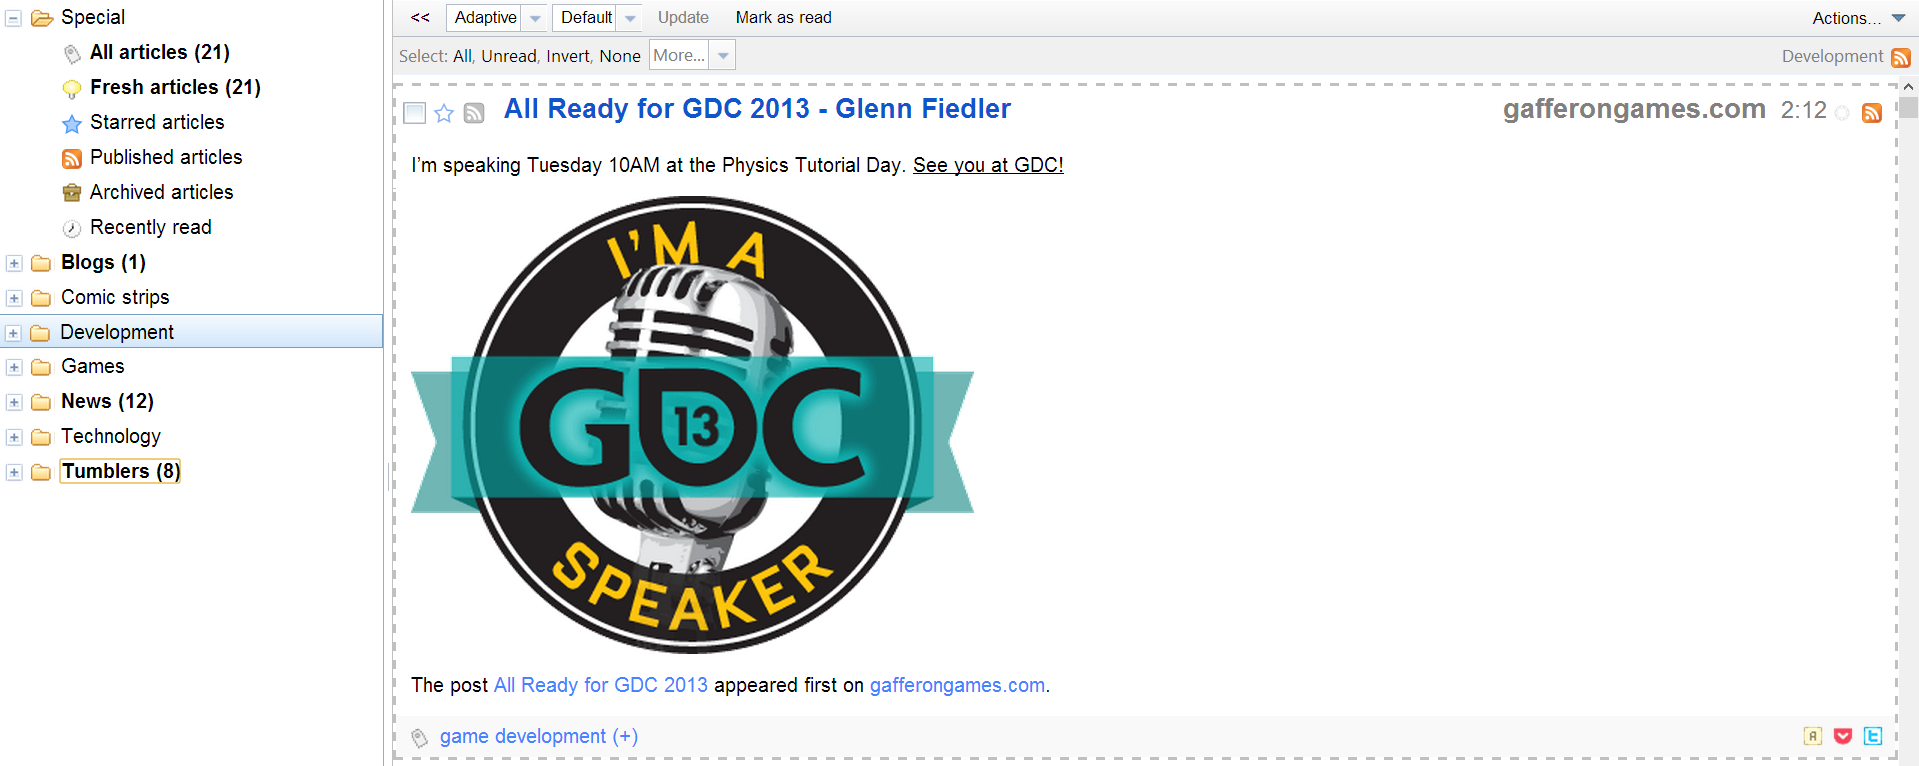 Special
All articles (21)
Fresh articles (21)
Starred articles
Published articles
Archived articles
Recently read
Blogs (1)
Comic strips
Development
Games
News (12)
Technology
Tumblers (8)
<< Adaptive Default Update Mark as read Actions...
Select: All, Unread, Invert, None More... Development
All Ready for GDC 2013 - Glenn Fiedler gafferongames.com 2:12
I'm speaking Tuesday 10AM at the Physics Tutorial Day. See you at GDC!
I'M A
GDC
13
SPEAKER
The post All Ready for GDC 2013 appeared first on gafferongames.com.
game development (+)